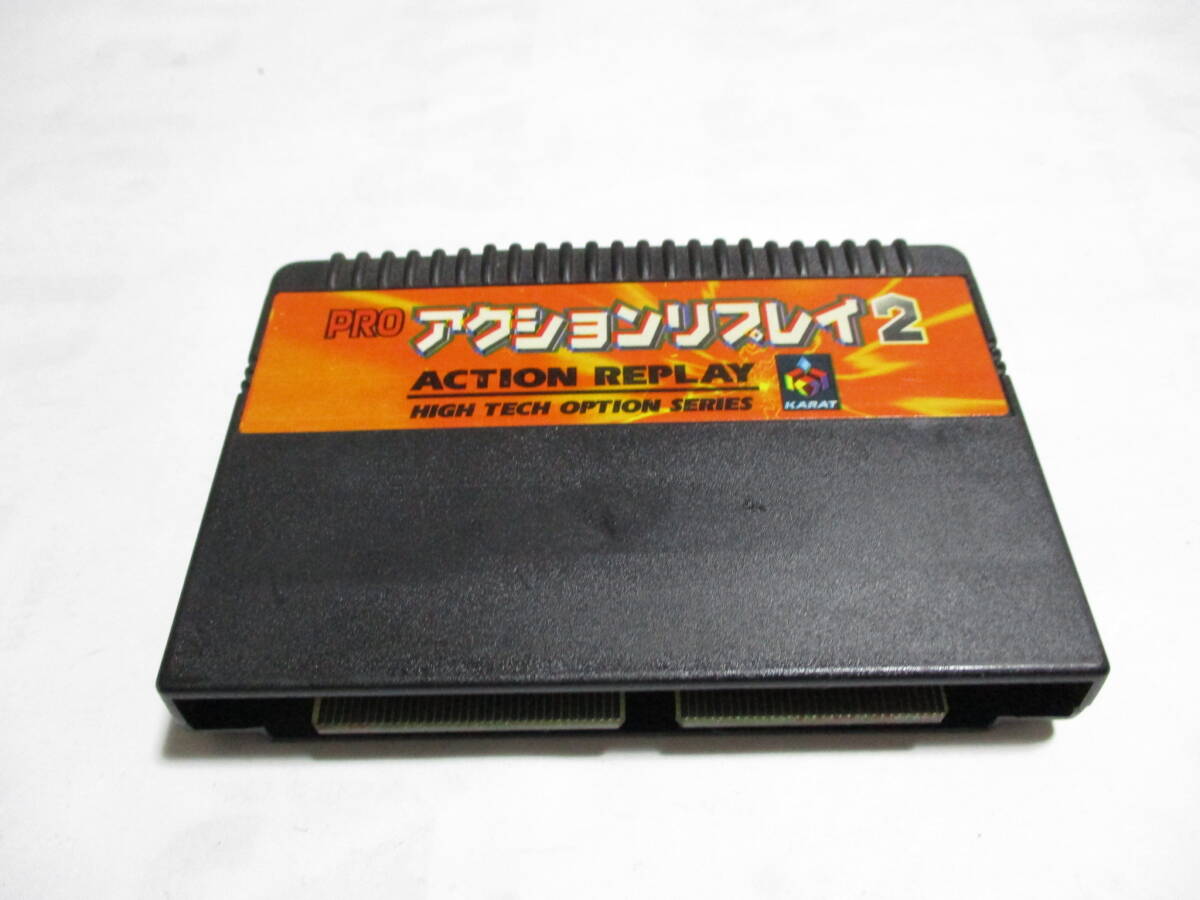 PRO アクションリプレイ2
ACTION REPLAY
HIGH TECH OPTION SERIES
KARAT